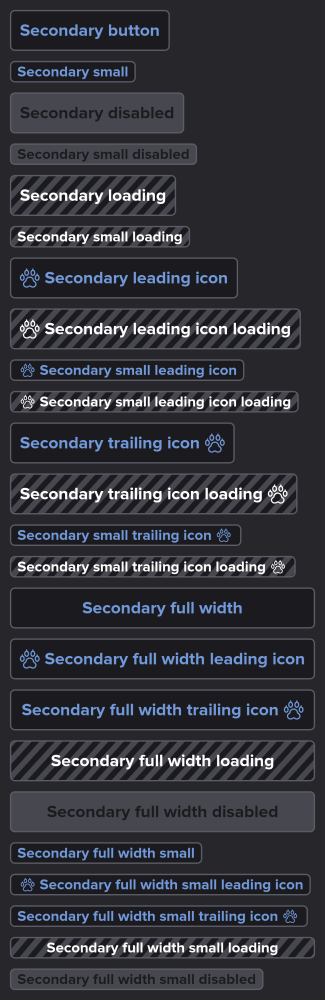 Secondary button
Secondary small
Secondary disabled
Secondary small disabled
Secondary loading
Secondary small loading
Secondary leading icon
Secondary leading icon loading
Secondary small leading icon
Secondary small leading icon loading
Secondary trailing icon
Secondary trailing icon loading
Secondary small trailing icon
Secondary small trailing icon loading
Secondary full width
Secondary full width leading icon
Secondary full width trailing icon
Secondary full width loading
Secondary full width disabled
Secondary full width small
Secondary full width small leading icon
Secondary full width small trailing icon
Secondary full width small loading
Secondary full width small disabled